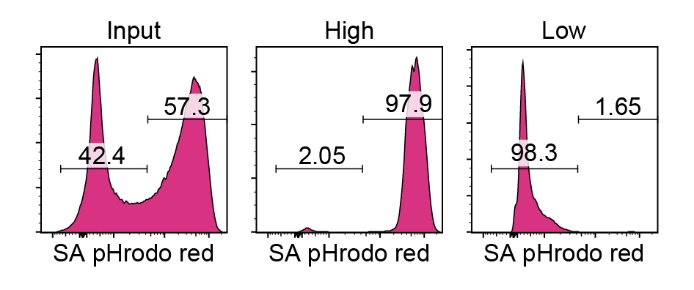 Input
High
Low
57.3
42.4
97.9
2.05
1.65
98.3
SA pHrodo red
SA pHrodo red
SA pHrodo red